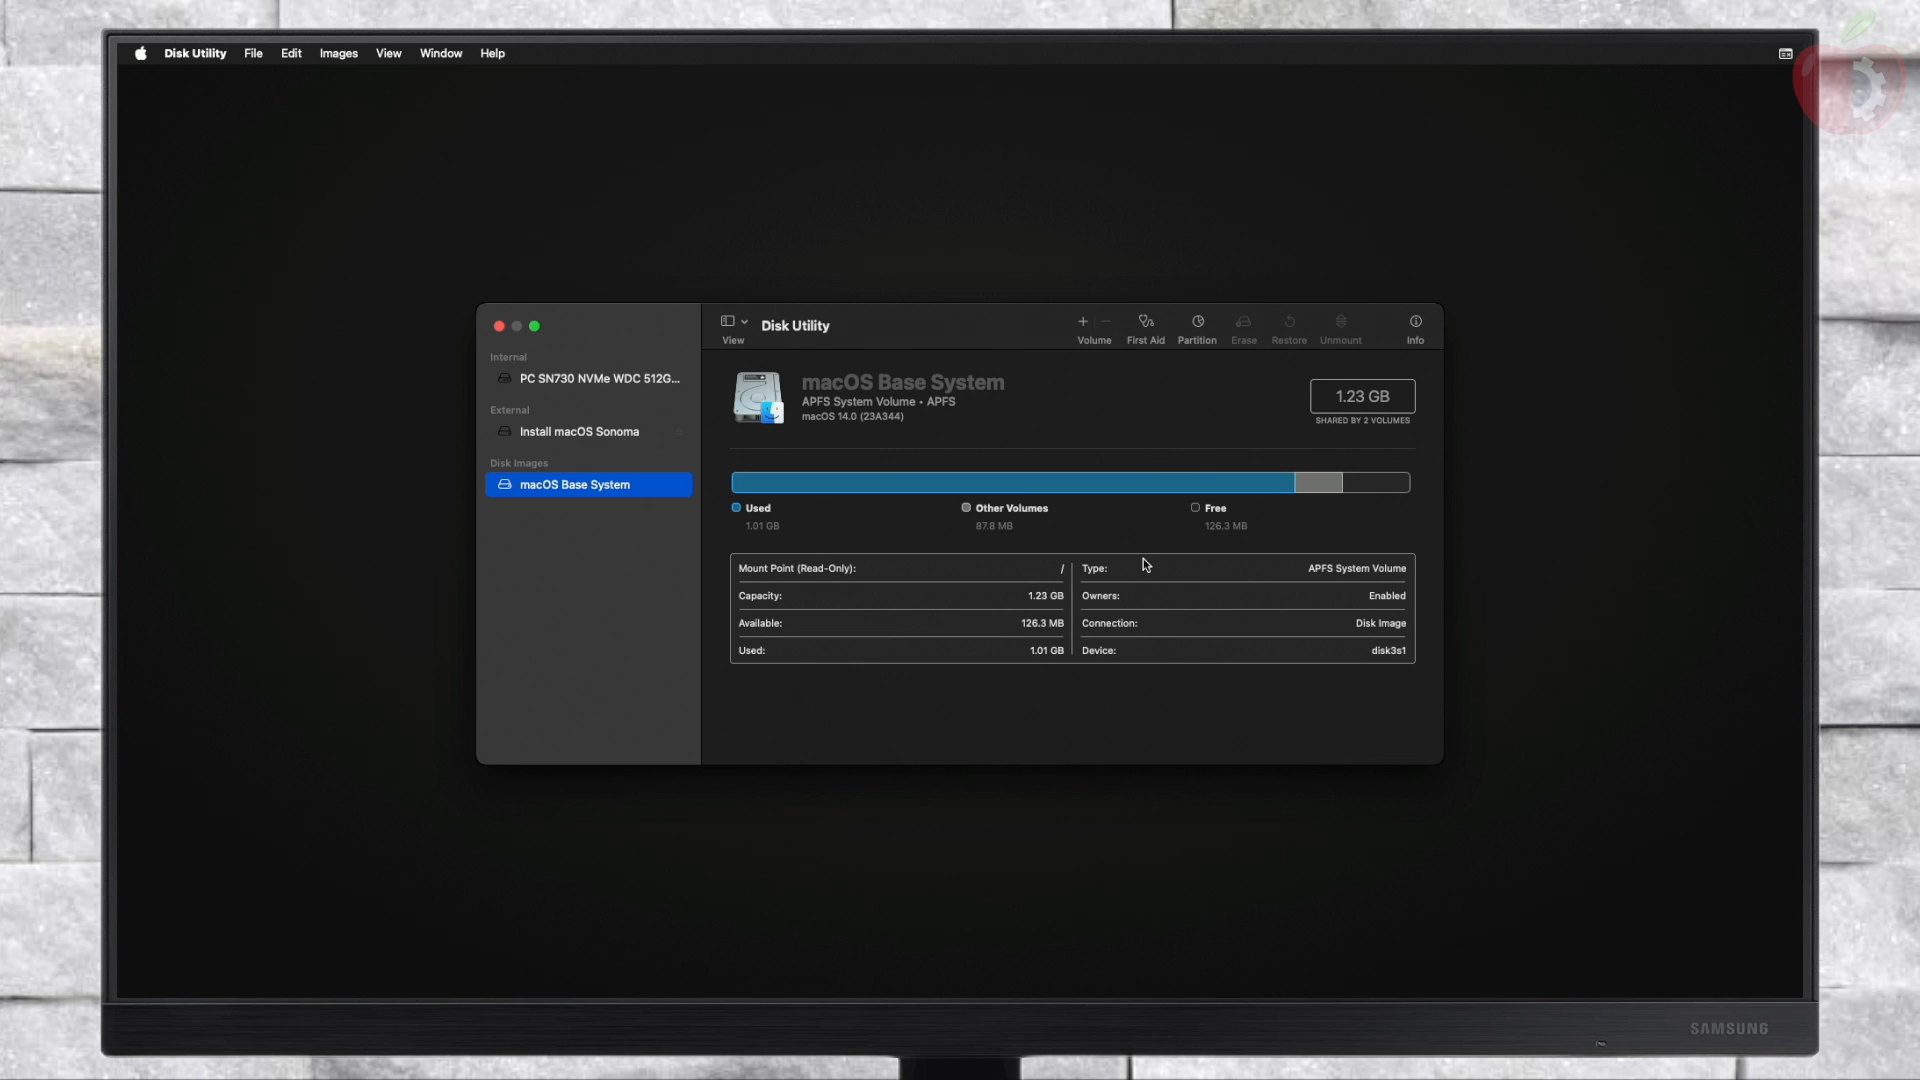 Disk Utility File Edit Images View Window Help
Disk Utility
View
Volume First Aid Partition Erase Restore Unmount Info
Internal
PC SN730 NVMe WDC 512G...
External
Install macOS Sonoma
Disk Images
macOS Base System
macOS Base System
APFS System Volume • APFS
macOS 14.0 (23A344)
1.23 GB
SHARED BY 2 VOLUMES
Used
1.01 GB
Other Volumes
87.8 MB
Free
126.3 MB
Mount Point (Read-Only): /
Capacity: 1.23 GB
Available: 126.3 MB
Used: 1.01 GB
Type: APFS System Volume
Owners: Enabled
Connection: Disk Image
Device: disk3s1
SAMSUNG